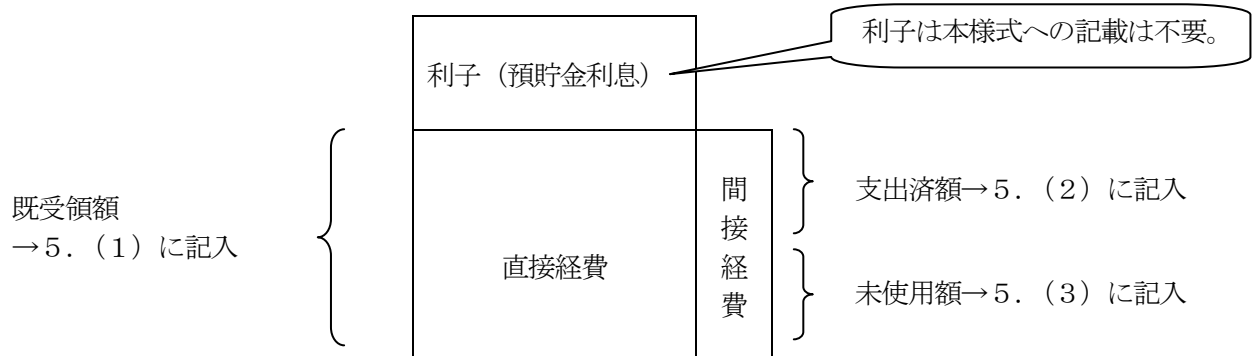 利子は本様式への記載は不要。
利子（預貯金利息）
既受領額
→５．（１）に記入
直接経費
間
接
経
費
支出済額→５．（２）に記入
未使用額→５．（３）に記入